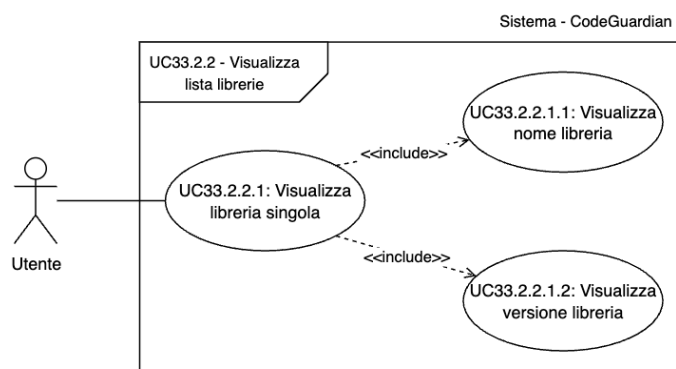 Sistema - CodeGuardian
UC33.2.2 - Visualizza
lista librerie
UC33.2.2.1.1: Visualizza
nome libreria
<<include>>
UC33.2.2.1: Visualizza
libreria singola
<<include>>
Utente
UC33.2.2.1.2: Visualizza
versione libreria